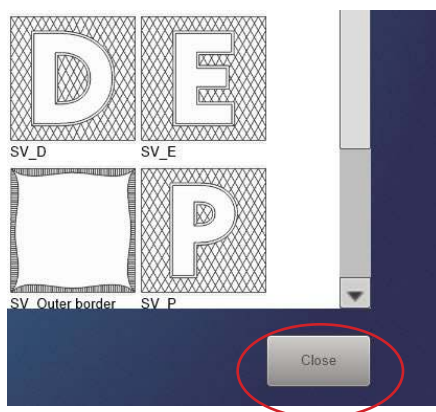 D E
SV_D SV_E
P
SV_Outer border SV_P
Close